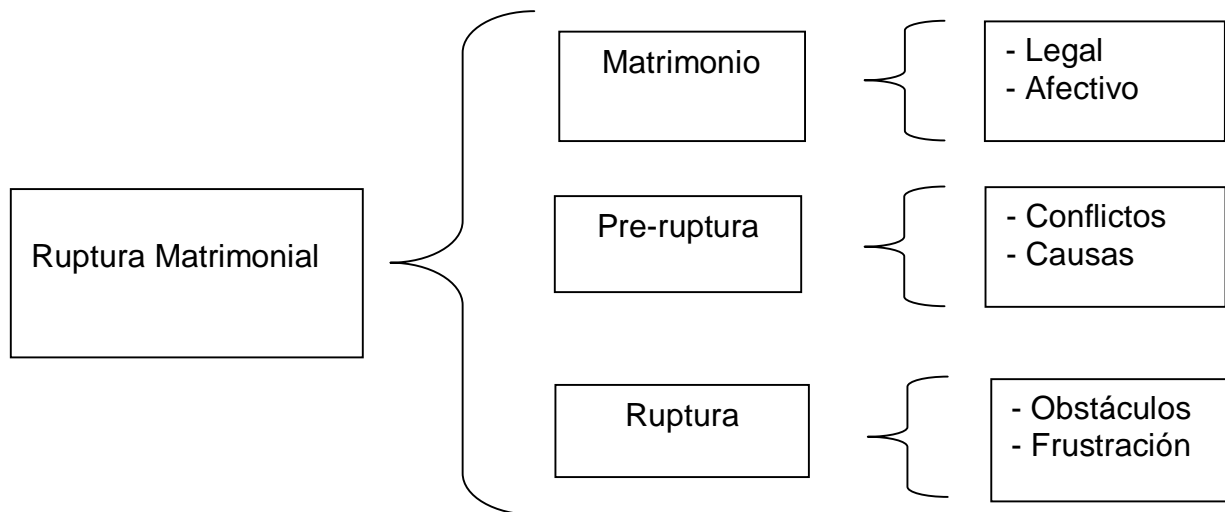 Ruptura Matrimonial
Matrimonio
- Legal
- Afectivo
Pre-ruptura
- Conflictos
- Causas
Ruptura
- Obstáculos
- Frustración